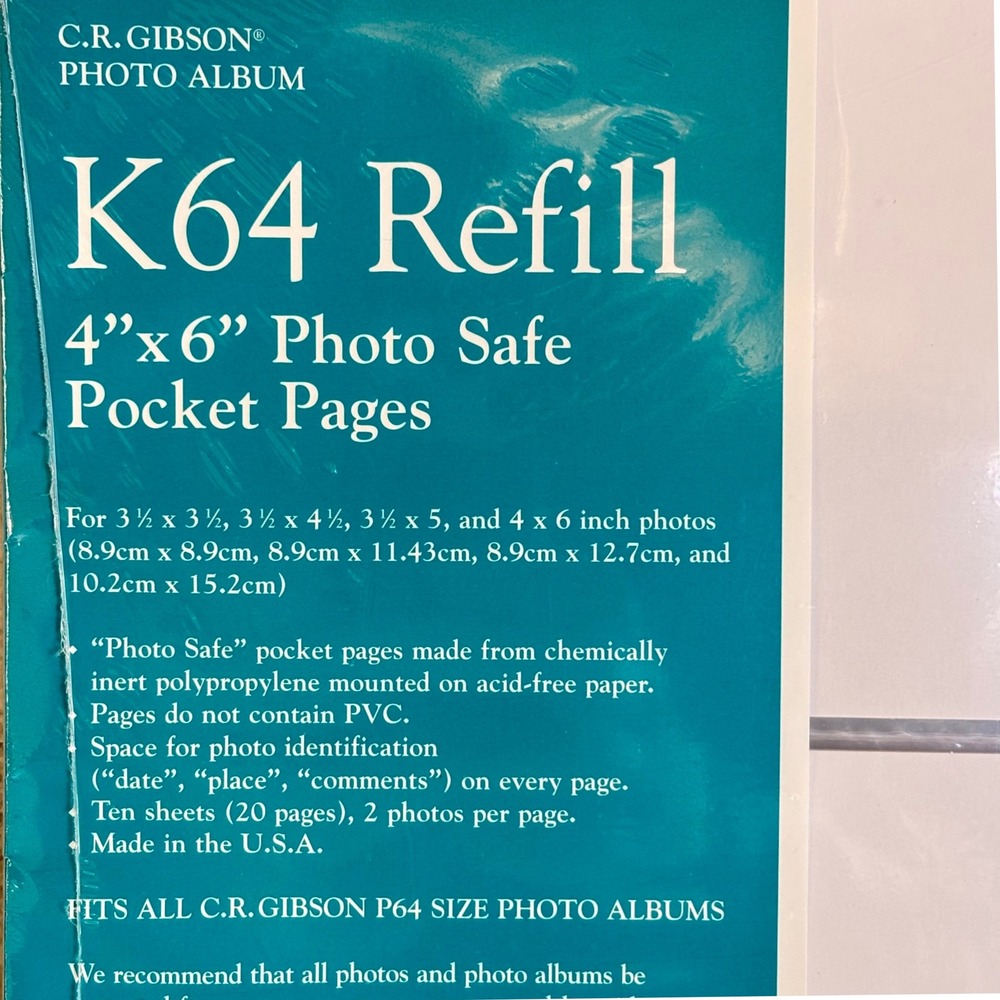 C.R. GIBSON®
PHOTO ALBUM
K64 Refill
4”x 6” Photo Safe
Pocket Pages
For 3 ½ x 3 ½, 3 ½ x 4 ½, 3 ½ x 5, and 4 x 6 inch photos
(8.9cm x 8.9cm, 8.9cm x 11.43cm, 8.9cm x 12.7cm, and
10.2cm x 15.2cm)
“Photo Safe” pocket pages made from chemically
inert polypropylene mounted on acid-free paper.
Pages do not contain PVC.
Space for photo identification
(“date”, “place”, “comments”) on every page.
Ten sheets (20 pages), 2 photos per page.
Made in the U.S.A.
FITS ALL C.R. GIBSON P64 SIZE PHOTO ALBUMS
We recommend that all photos and photo albums be